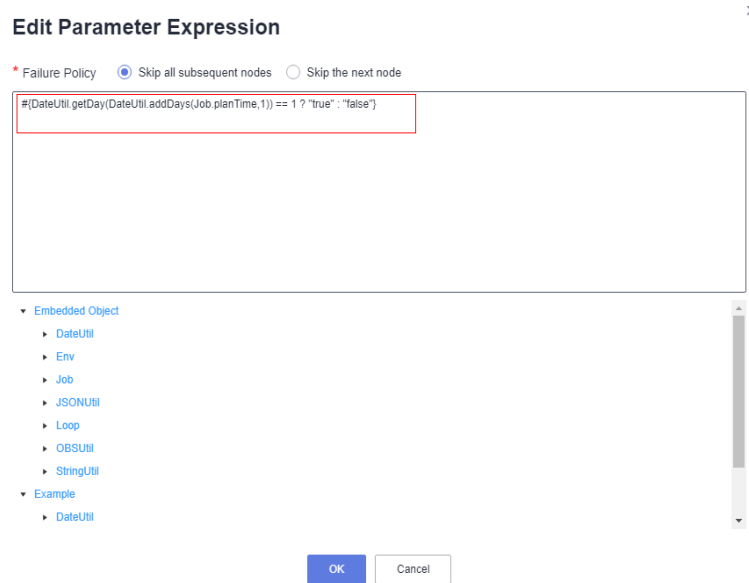 Edit Parameter Expression
* Failure Policy Skip all subsequent nodes Skip the next node
#{DateUtil.getDay(DateUtil.addDays(Job.planTime,1)) == 1 ? "true" : "false"}
Embedded Object
DateUtil
Env
Job
JSONUtil
Loop
OBSUtil
StringUtil
Example
DateUtil
OK Cancel